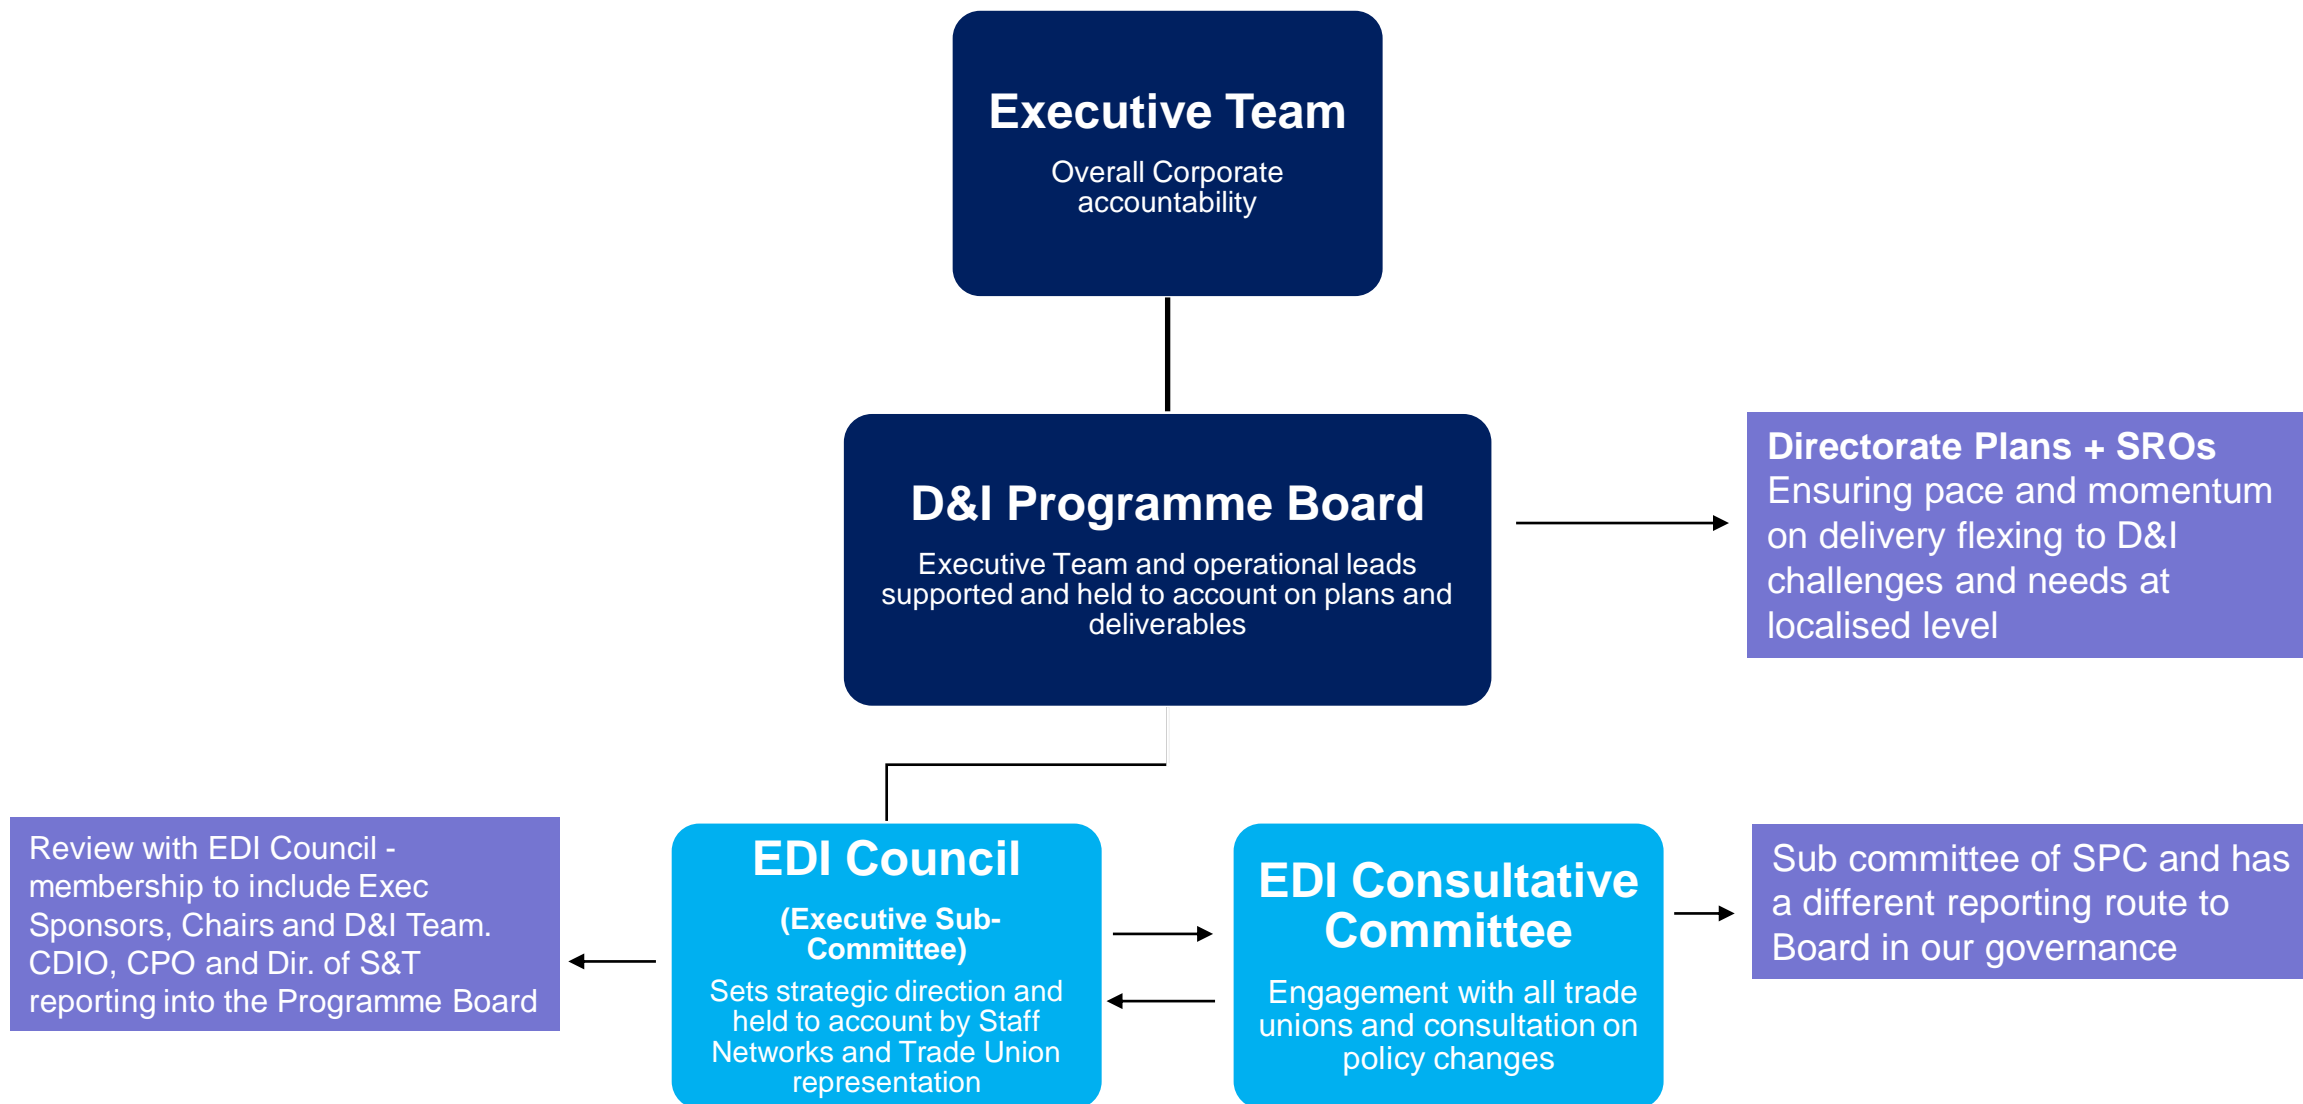 Executive Team
Overall Corporate
accountability
D&I Programme Board
Executive Team and operational leads
supported and held to account on plans and
deliverables
Directorate Plans + SROs
Ensuring pace and momentum
on delivery flexing to D&I
challenges and needs at
localised level
Review with EDI Council -
membership to include Exec
Sponsors, Chairs and D&I Team.
CDIO, CPO and Dir. of S&T
reporting into the Programme Board
EDI Council
(Executive Sub-
Committee)
Sets strategic direction and
held to account by Staff
Networks and Trade Union
representation
EDI Consultative
Committee
Engagement with all trade
unions and consultation on
policy changes
Sub committee of SPC and has
a different reporting route to
Board in our governance